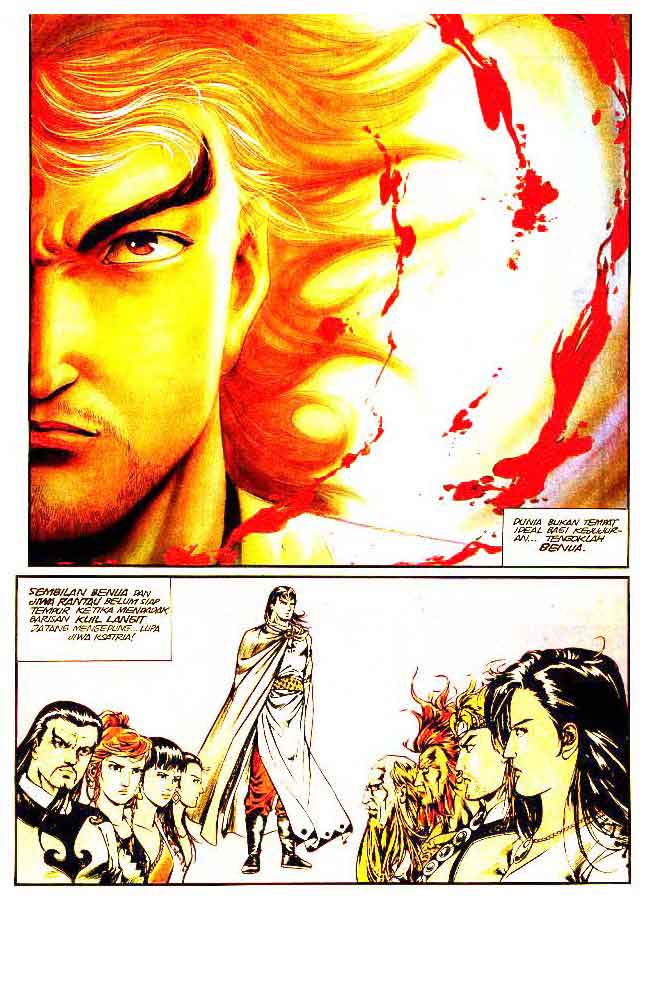 DUNIA BUKAN TEMPAT
IDEAL BAGI KEJUJUR-
AN... TENGOKLAH
BENUA.
SEMBILAN BENUA DAN
JIWA RANTAU BELUM SIAP
TEMPUR KETIKA MENDADAK
BARISAN KUIL LANGIT
DATANG MENGEPUNG... LUPA
JIWA KSATRIA!